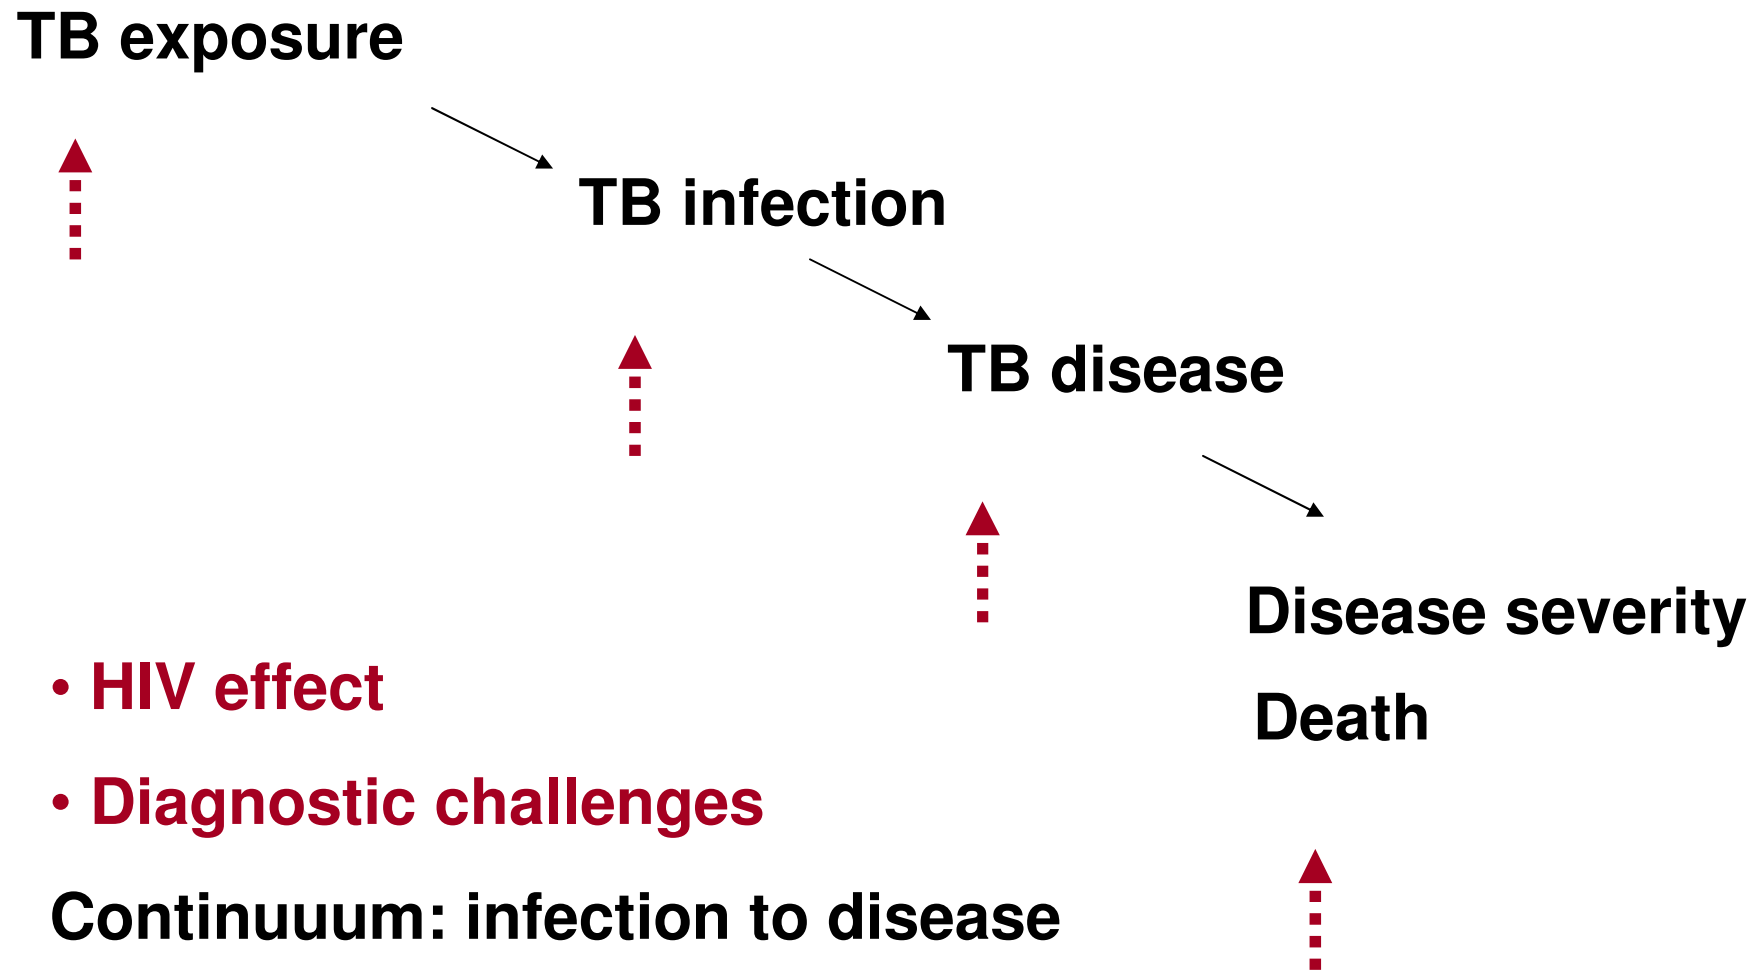 TB exposure
TB infection
TB disease
Disease severity
Death
• HIV effect
• Diagnostic challenges
Continuuum: infection to disease